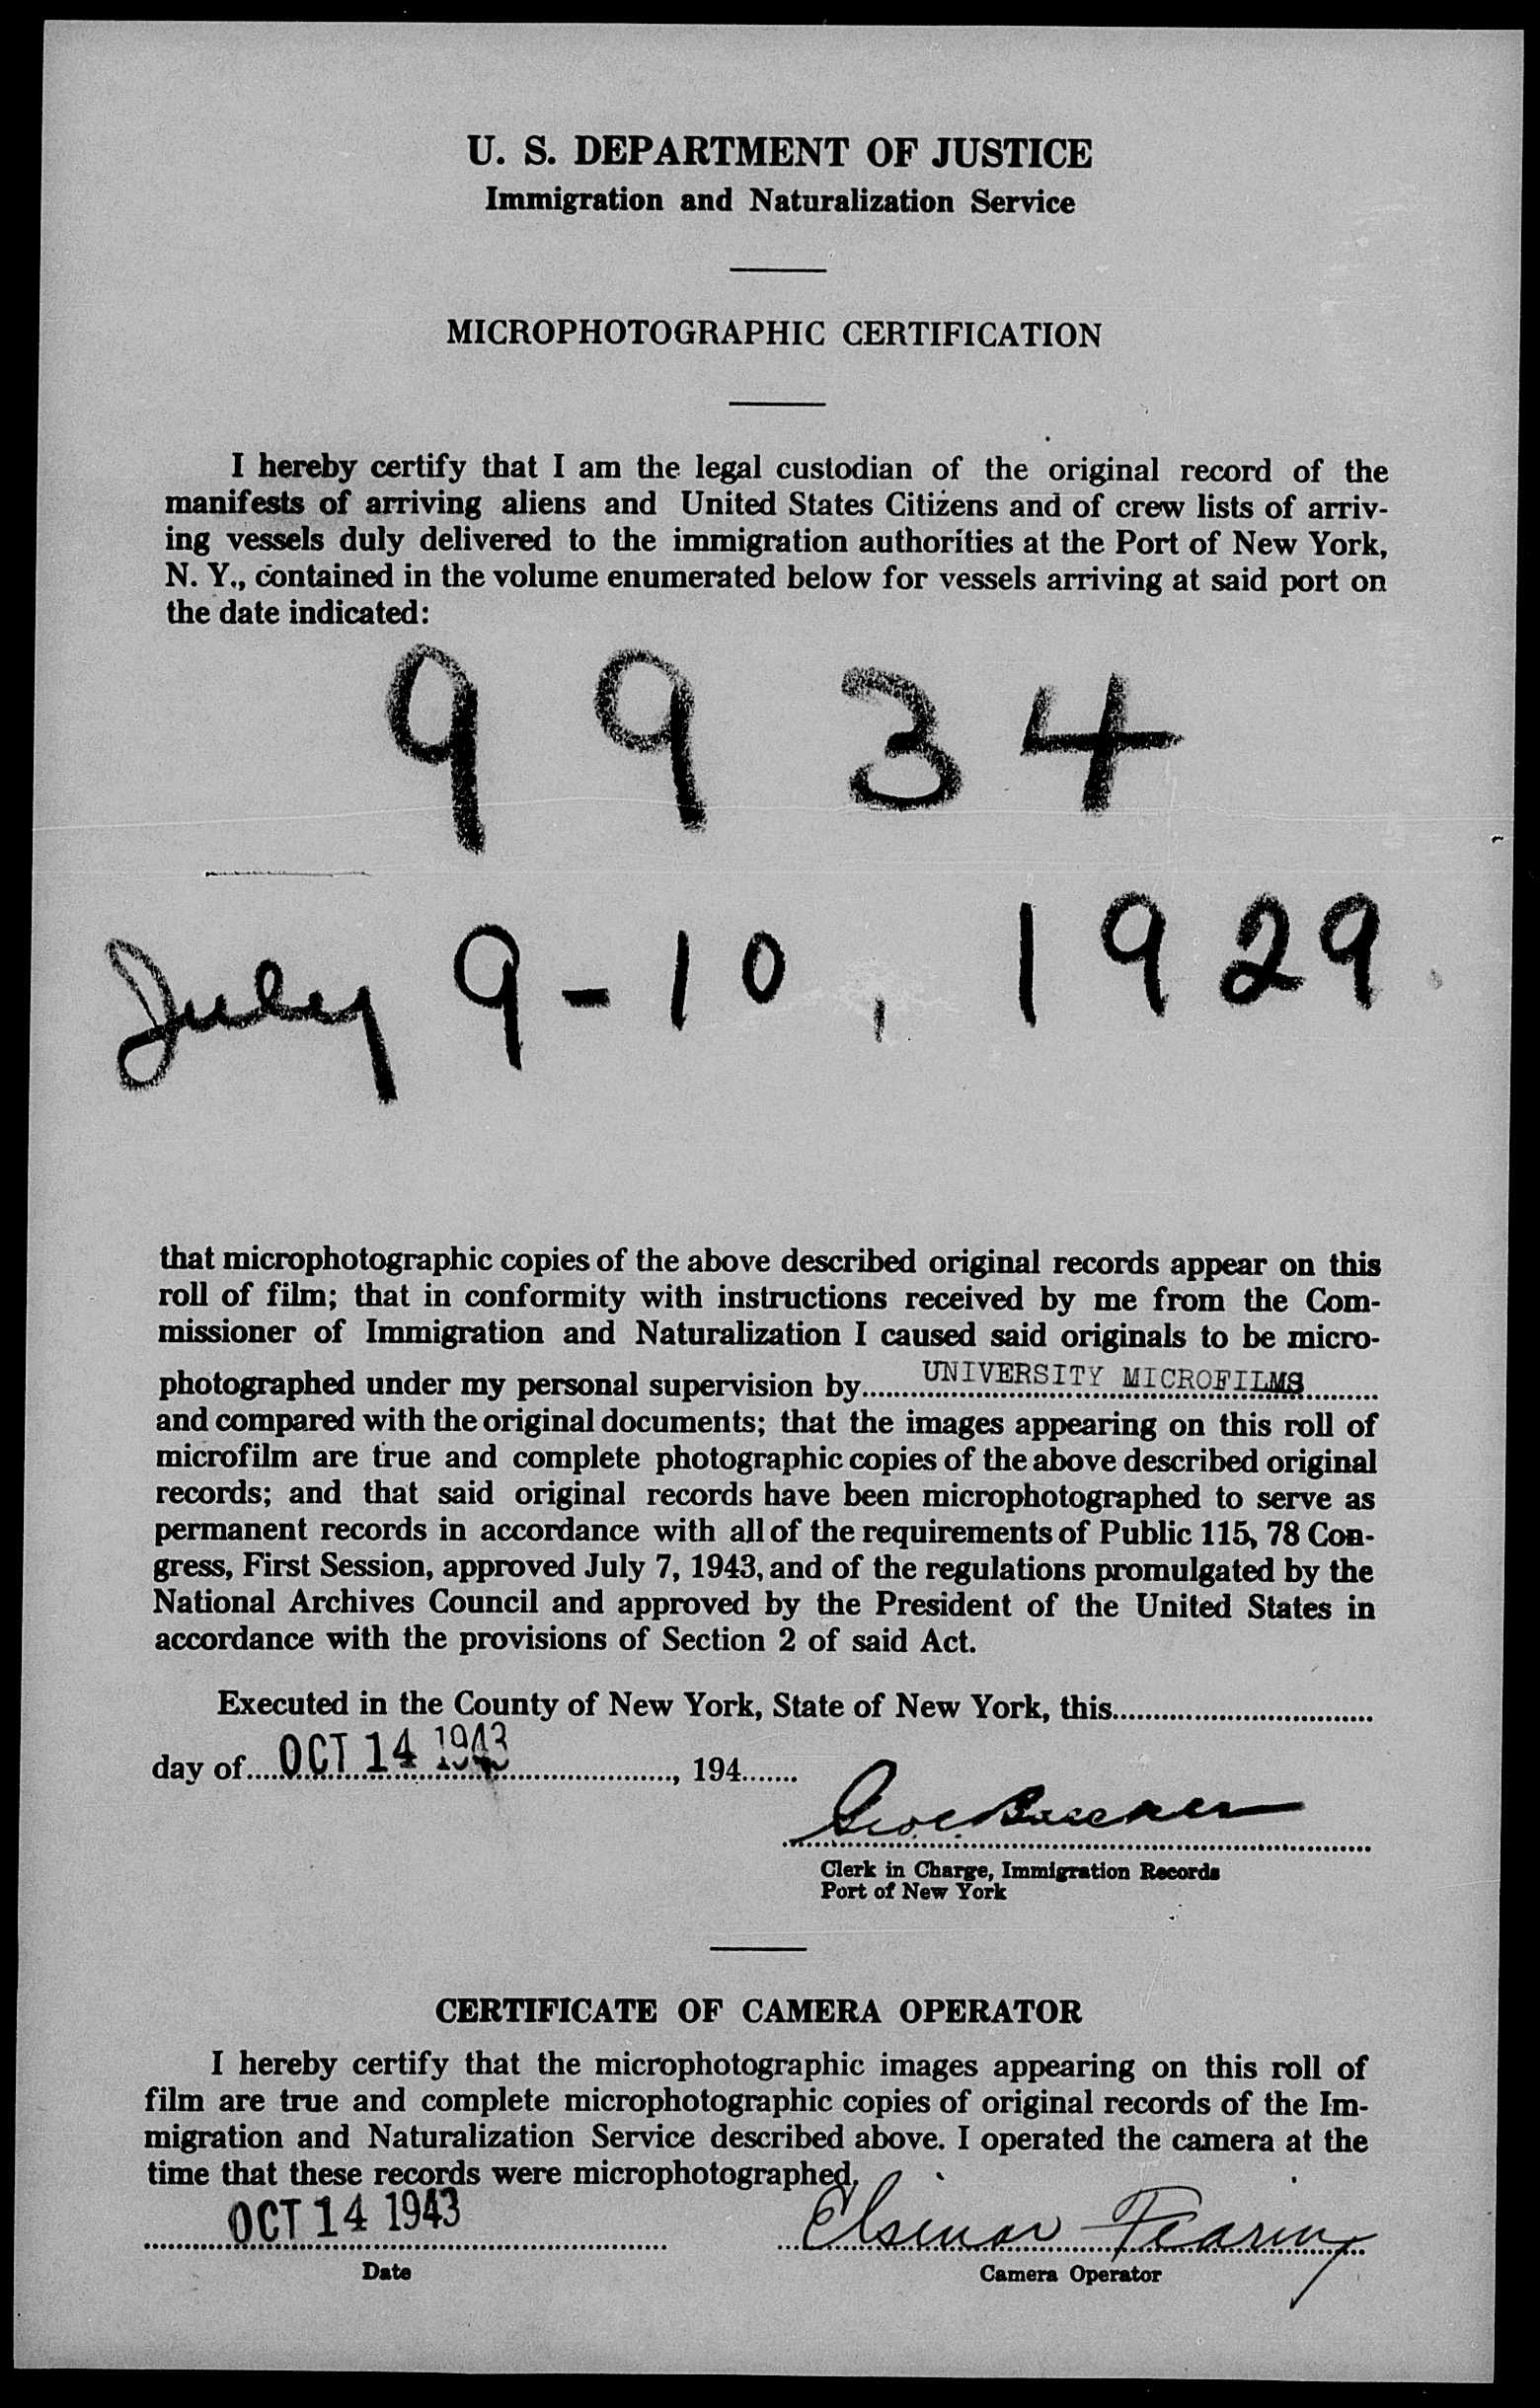 U. S. DEPARTMENT OF JUSTICE
Immigration and Naturalization Service
MICROPHOTOGRAPHIC CERTIFICATION
I hereby certify that I am the legal custodian of the original record of the
manifests of arriving aliens and United States Citizens and of crew lists of arriv-
ing vessels duly delivered to the immigration authorities at the Port of New York,
N. Y., contained in the volume enumerated below for vessels arriving at said port on
the date indicated:
9934
July 9-10, 1929
that microphotographic copies of the above described original records appear on this
roll of film; that in conformity with instructions received by me from the Com-
missioner of Immigration and Naturalization I caused said originals to be micro-
photographed under my personal supervision by UNIVERSITY MICROFILMS
and compared with the original documents; that the images appearing on this roll of
microfilm are true and complete photographic copies of the above described original
records; and that said original records have been microphotographed to serve as
permanent records in accordance with all of the requirements of Public 115, 78 Con-
gress, First Session, approved July 7, 1943, and of the regulations promulgated by the
National Archives Council and approved by the President of the United States in
accordance with the provisions of Section 2 of said Act.
Executed in the County of New York, State of New York, this
day of OCT 14 1943, 194
Clerk in Charge, Immigration Records
Port of New York
CERTIFICATE OF CAMERA OPERATOR
I hereby certify that the microphotographic images appearing on this roll of
film are true and complete microphotographic copies of original records of the Im-
migration and Naturalization Service described above. I operated the camera at the
time that these records were microphotographed.
OCT 14 1943 Elsinor Fearing
Date Camera Operator